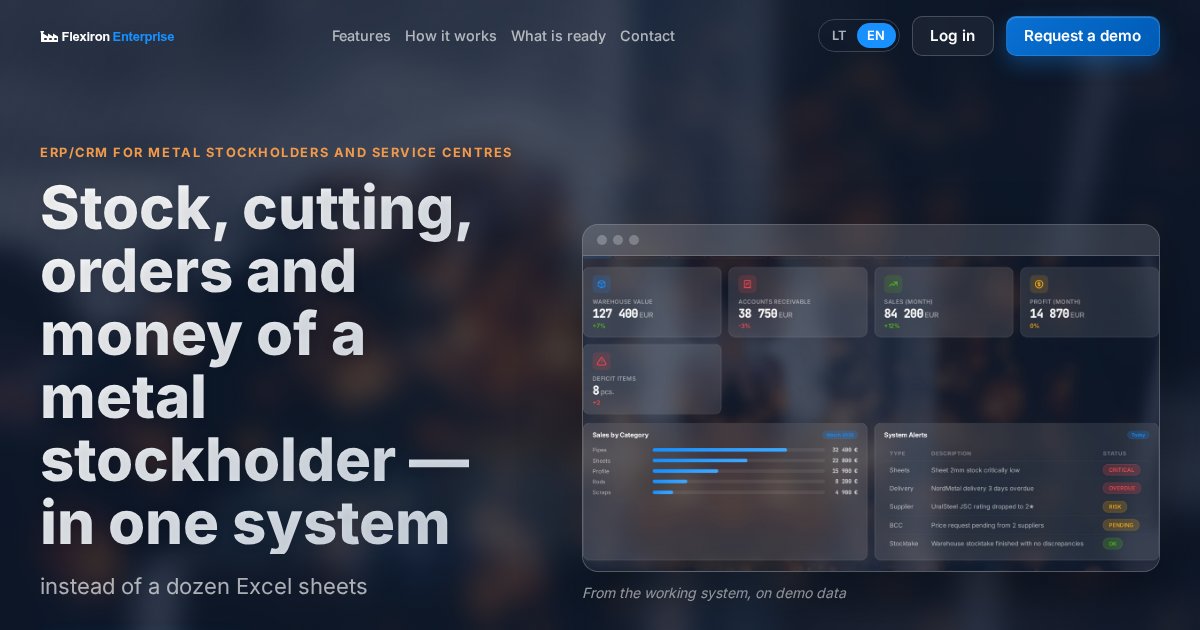 Flexiron Enterprise
Features How it works What is ready Contact
LT EN
Log in
Request a demo
ERP/CRM FOR METAL STOCKHOLDERS AND SERVICE CENTRES
Stock, cutting,
orders and
money of a
metal
stockholder —
in one system
instead of a dozen Excel sheets
WAREHOUSE VALUE
127 400 EUR
+7%
ACCOUNTS RECEIVABLE
38 750 EUR
-3%
SALES (MONTH)
84 200 EUR
+12%
PROFIT (MONTH)
14 870 EUR
0%
DEFICIT ITEMS
8 pcs.
+2
Sales by Category
Pipes 32 400 €
Sheets 22 800 €
Profile 15 900 €
Rods 8 200 €
Scraps 4 900 €
System Alerts Today
TYPE DESCRIPTION STATUS
Sheets Sheet 2mm stock critically low CRITICAL
Delivery NordMetal delivery 3 days overdue OVERDUE
Supplier UralSteel JSC rating dropped to 2★ RISK
BCC Price request pending from 2 suppliers PENDING
Stocktake Warehouse stocktake finished with no discrepancies OK
From the working system, on demo data